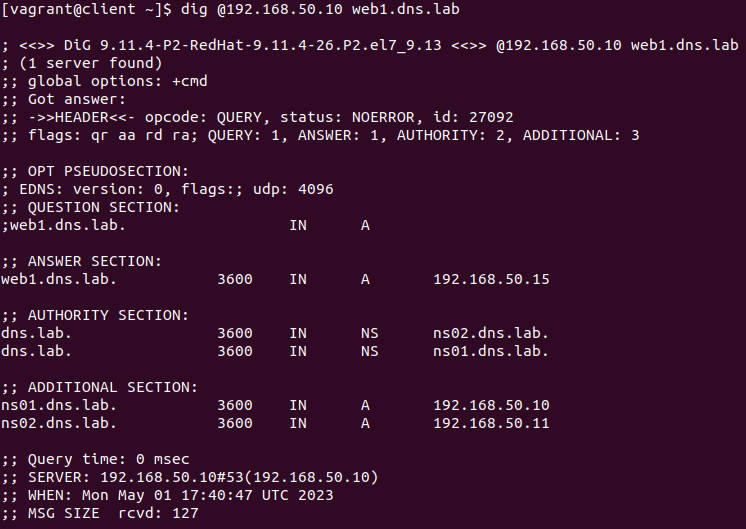 [vagrant@client ~]$ dig @192.168.50.10 web1.dns.lab
; <<>> DiG 9.11.4-P2-RedHat-9.11.4-26.P2.el7_9.13 <<>> @192.168.50.10 web1.dns.lab
; (1 server found)
;; global options: +cmd
;; Got answer:
;; ->>HEADER<<- opcode: QUERY, status: NOERROR, id: 27092
;; flags: qr aa rd ra; QUERY: 1, ANSWER: 1, AUTHORITY: 2, ADDITIONAL: 3
;; OPT PSEUDOSECTION:
; EDNS: version: 0, flags:; udp: 4096
;; QUESTION SECTION:
;web1.dns.lab. IN A
;; ANSWER SECTION:
web1.dns.lab. 3600 IN A 192.168.50.15
;; AUTHORITY SECTION:
dns.lab. 3600 IN NS ns02.dns.lab.
dns.lab. 3600 IN NS ns01.dns.lab.
;; ADDITIONAL SECTION:
ns01.dns.lab. 3600 IN A 192.168.50.10
ns02.dns.lab. 3600 IN A 192.168.50.11
;; Query time: 0 msec
;; SERVER: 192.168.50.10#53(192.168.50.10)
;; WHEN: Mon May 01 17:40:47 UTC 2023
;; MSG SIZE  rcvd: 127